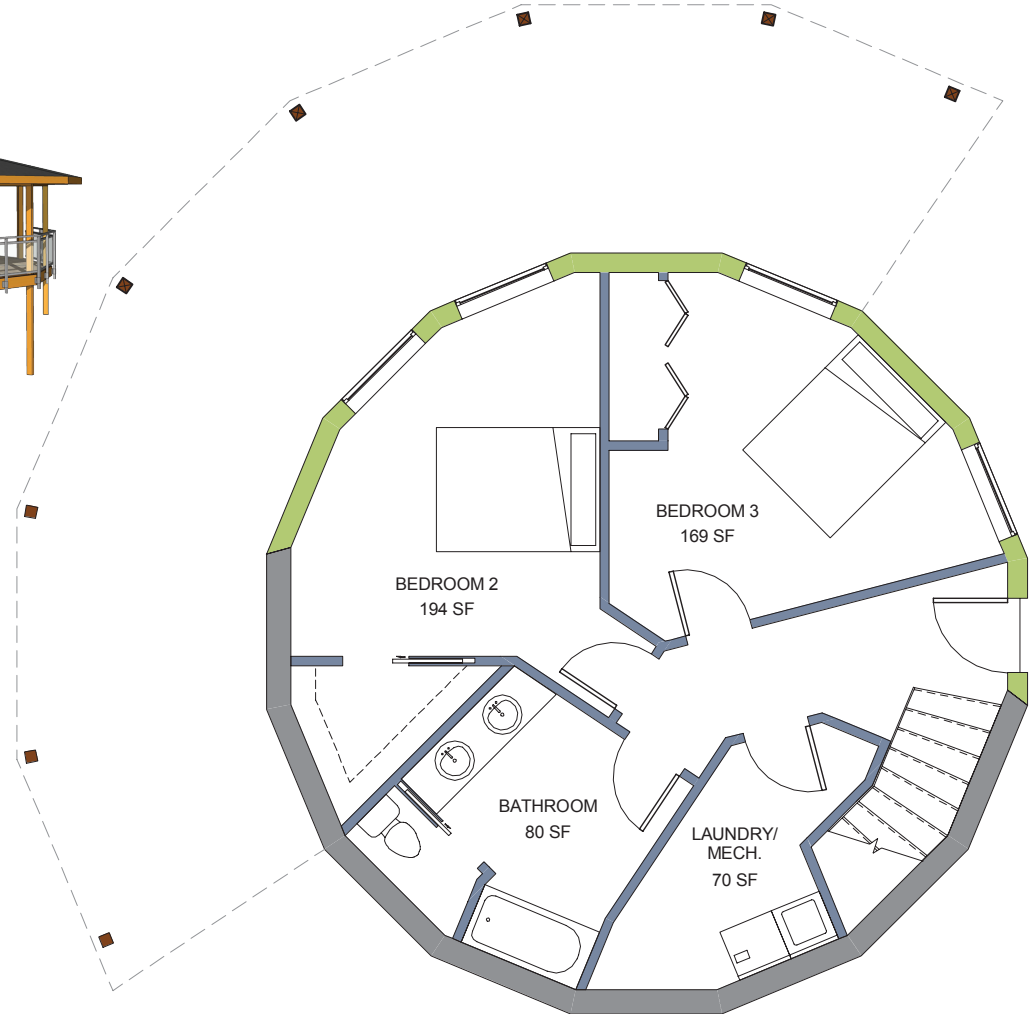 BEDROOM 3
169 SF
BEDROOM 2
194 SF
BATHROOM
80 SF
LAUNDRY/
MECH.
70 SF